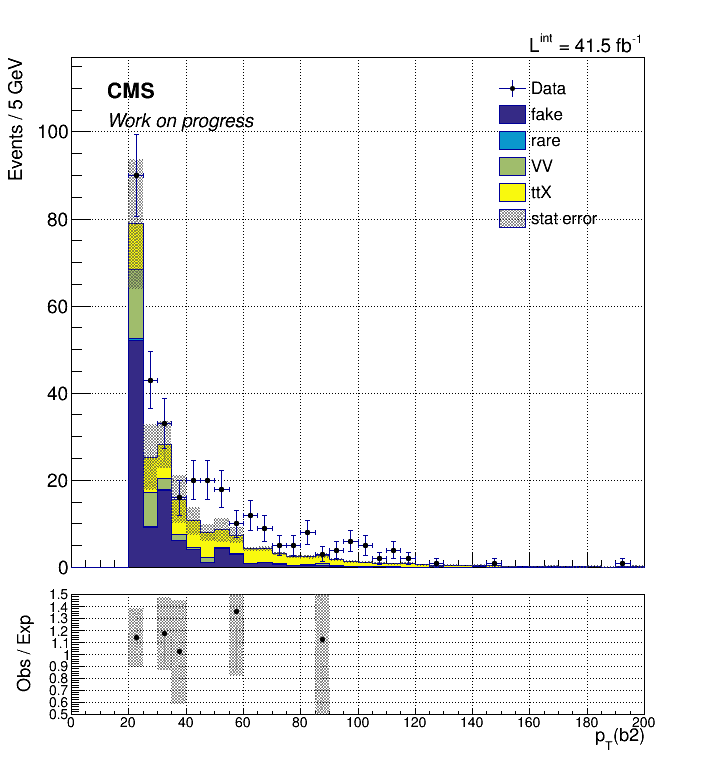 L^int = 41.5 fb^-1
Events / 5 GeV
CMS
Work on progress
Data
fake
rare
VV
ttX
stat error
100
80
60
40
20
0
Obs / Exp
1.5
1.4
1.3
1.2
1.1
1
0.9
0.8
0.7
0.6
0.5
0 20 40 60 80 100 120 140 160 180 200
p_T(b2)